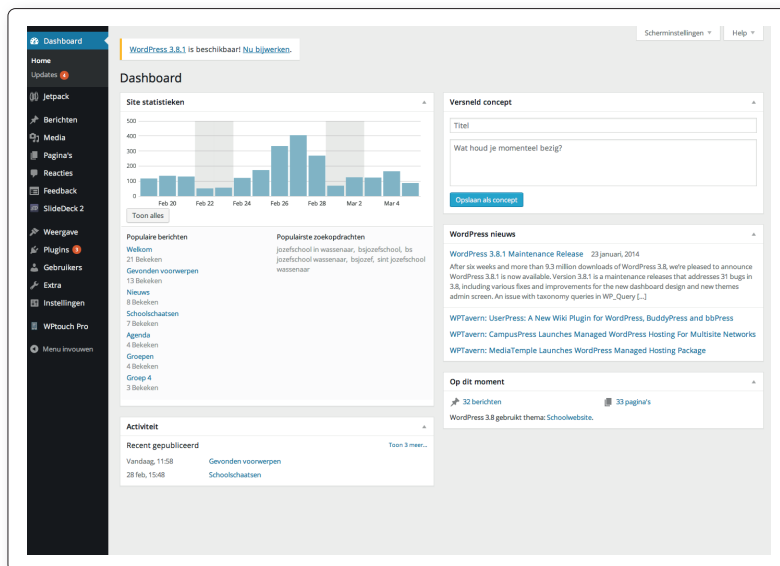 Dashboard
Home
Updates 4
Jetpack
Berichten
Media
Pagina's
Reacties
Feedback
SlideDeck 2
Weergave
Plugins 3
Gebruikers
Extra
Instellingen
WPtouch Pro
Menu invouwen
Scherminstellingen
Help
WordPress 3.8.1 is beschikbaar! Nu bijwerken.
Dashboard
Site statistieken
500
400
300
200
100
0
Feb 20 Feb 22 Feb 24 Feb 26 Feb 28 Mar 2 Mar 4
Toon alles
Populaire berichten
Welkom
21 Bekeken
Gevonden voorwerpen
13 Bekeken
Nieuws
8 Bekeken
Schoolschaatsen
7 Bekeken
Agenda
4 Bekeken
Groepen
4 Bekeken
Groep 4
3 Bekeken
Populairste zoekopdrachten
jozefschool in wassenaar, bsjozefschool, bs
jozefschool wassenaar, bsjozef, sint jozefschool
wassenaar
Activiteit
Recent gepubliceerd
Toon 3 meer...
Vandaag, 11:58 Gevonden voorwerpen
28 feb, 15:48 Schoolschaatsen
Versneld concept
Titel
Wat houd je momenteel bezig?
Opslaan als concept
WordPress nieuws
WordPress 3.8.1 Maintenance Release 23 januari, 2014
After six weeks and more than 9.3 million downloads of WordPress 3.8, we're pleased to announce
WordPress 3.8.1 is now available. Version 3.8.1 is a maintenance releases that addresses 31 bugs in
3.8, including various fixes and improvements for the new dashboard design and new themes
admin screen. An issue with taxonomy queries in WP_Query [...]
WPTavern: UserPress: A New Wiki Plugin for WordPress, BuddyPress and bbPress
WPTavern: CampusPress Launches Managed WordPress Hosting For Multisite Networks
WPTavern: MediaTemple Launches WordPress Managed Hosting Package
Op dit moment
32 berichten
33 pagina's
WordPress 3.8 gebruikt thema: Schoolwebsite.